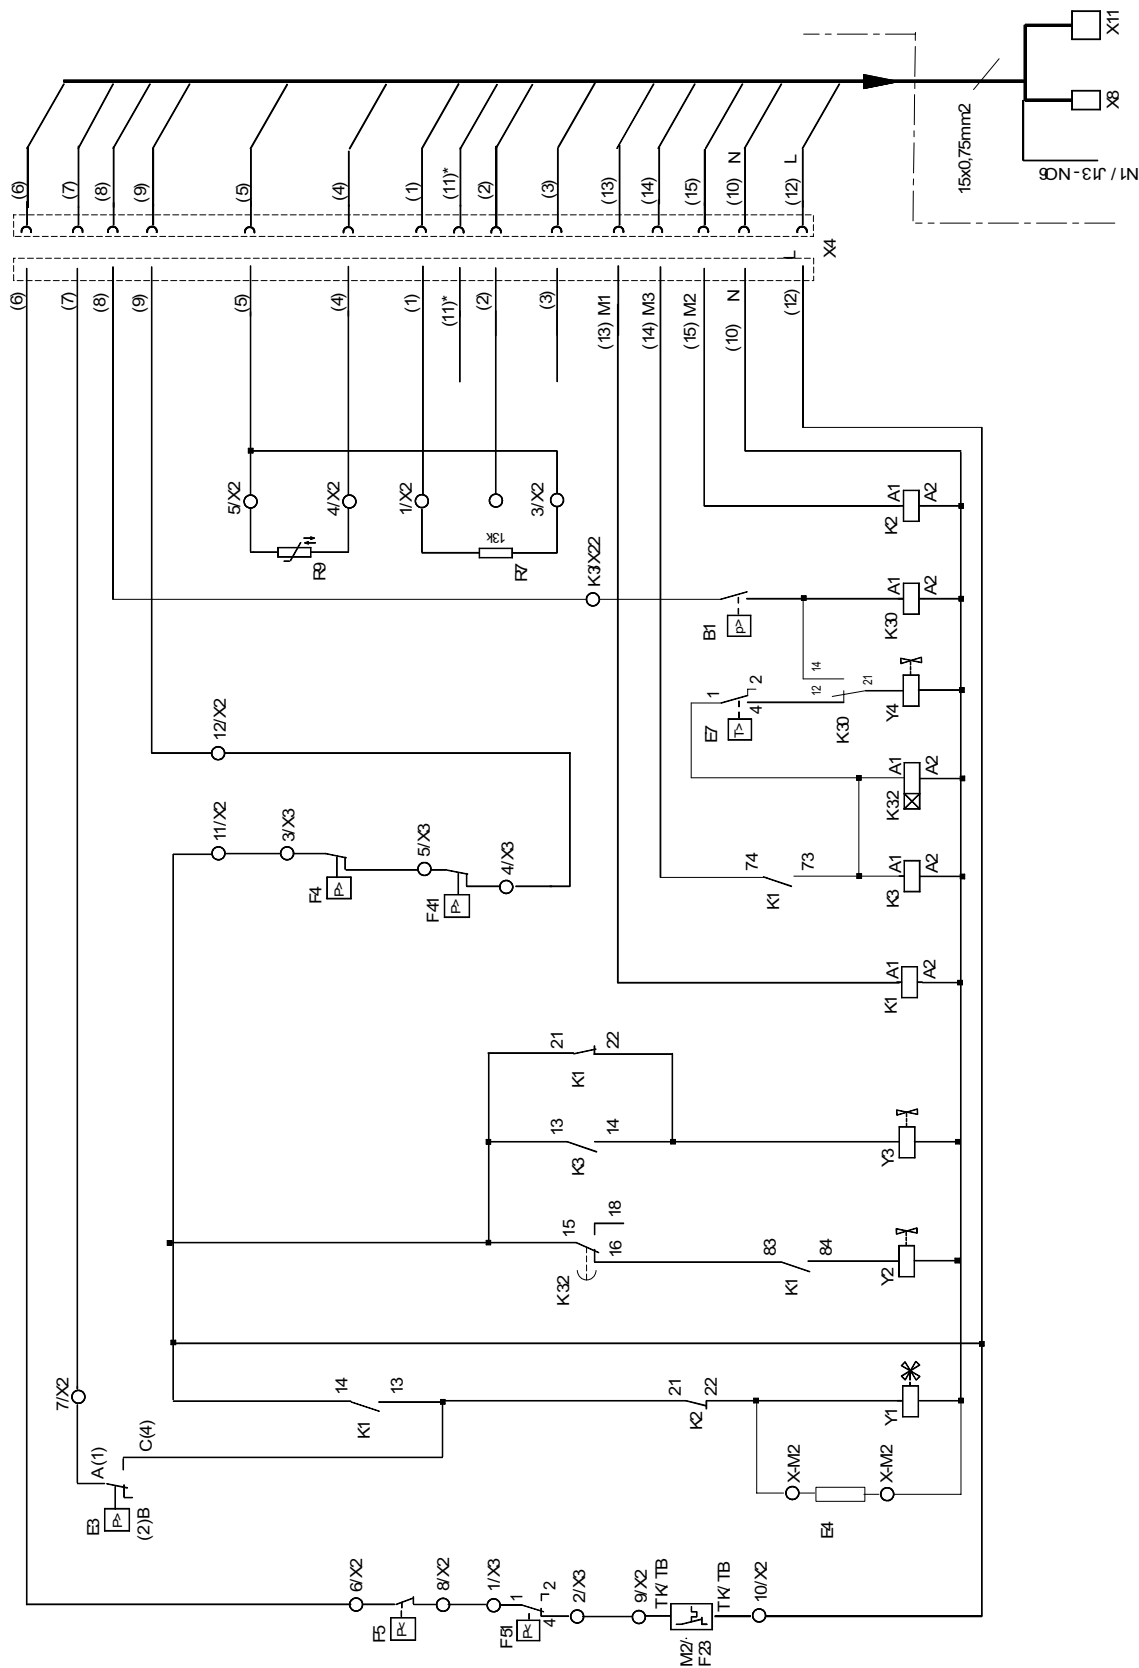 X11
X8
15x0,75mm2
N1 / J13 - NO6
(6)
(7)
(8)
(9)
(5)
(4)
(1)
(11)*
(2)
(3)
(13)
(14)
(15)
(10) N
(12) L
X4
L
(6)
(7)
(8)
(9)
(5)
(4)
(1)
(11)*
(2)
(3)
(13) M1
(14) M3
(15) M2
(10) N
(12)
5/X2
4/X2
1/X2
3/X2
R9
13k
R7
K2
A1
A2
K3/X22
B1
p>
K30
A1
A2
14
12
21
K30
Y4
1
2
4
E7
T>
12/X2
K32
A1
A2
11/X2
3/X3
F4
P>
5/X3
F41
P>
4/X3
74
73
K1
K3
A1
A2
K1
A1
A2
21
22
K1
13
14
K3
Y3
15
18
16
K32
83
84
K1
Y2
7/X2
A(1)
C(4)
E3
P>
(2)B
14
13
K1
21
22
K2
Y1
X-M2
X-M2
E4
6/X2
F5
P<
8/X2
1/X3
1
2
4
F51
P<
2/X3
9/X2
TK/ TB
M2/·
F23
TK/ TB
10/X2